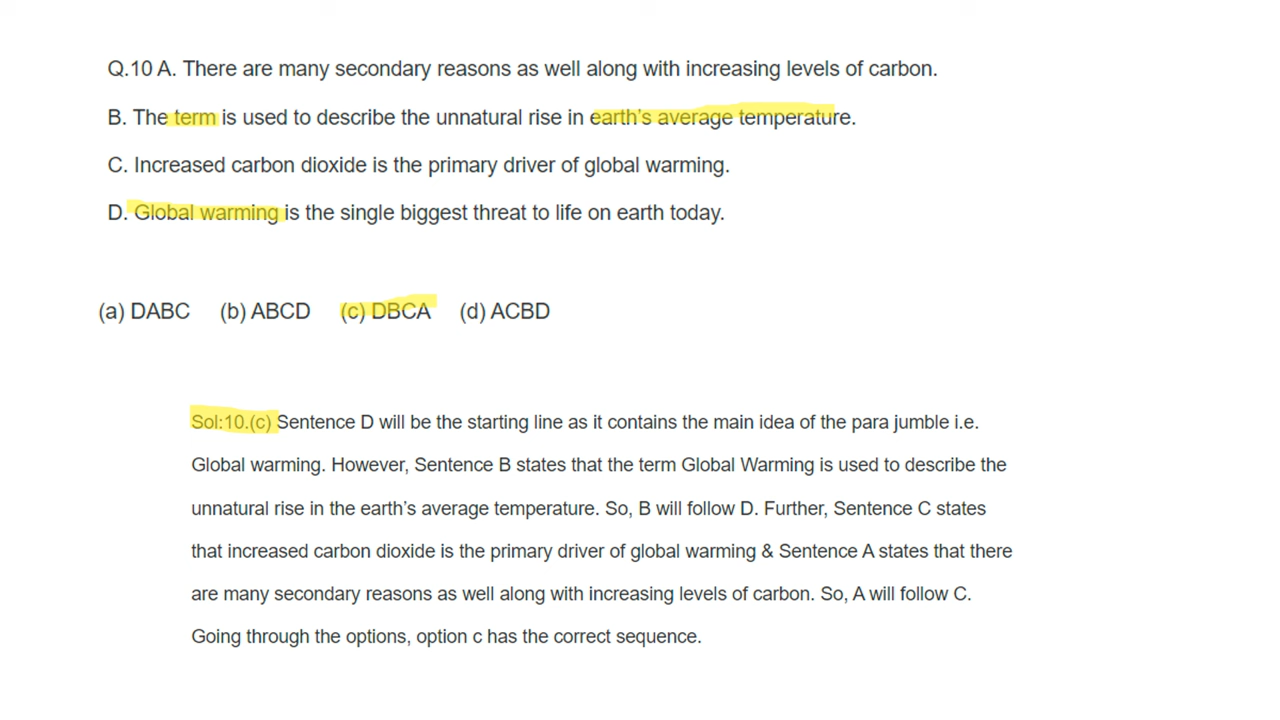 Q.10 A. There are many secondary reasons as well along with increasing levels of carbon.
B. The term is used to describe the unnatural rise in earth's average temperature.
C. Increased carbon dioxide is the primary driver of global warming.
D. Global warming is the single biggest threat to life on earth today.
(a) DABC (b) ABCD (c) DBCA (d) ACBD
Sol:10.(c) Sentence D will be the starting line as it contains the main idea of the para jumble i.e.
Global warming. However, Sentence B states that the term Global Warming is used to describe the
unnatural rise in the earth’s average temperature. So, B will follow D. Further, Sentence C states
that increased carbon dioxide is the primary driver of global warming & Sentence A states that there
are many secondary reasons as well along with increasing levels of carbon. So, A will follow C.
Going through the options, option c has the correct sequence.